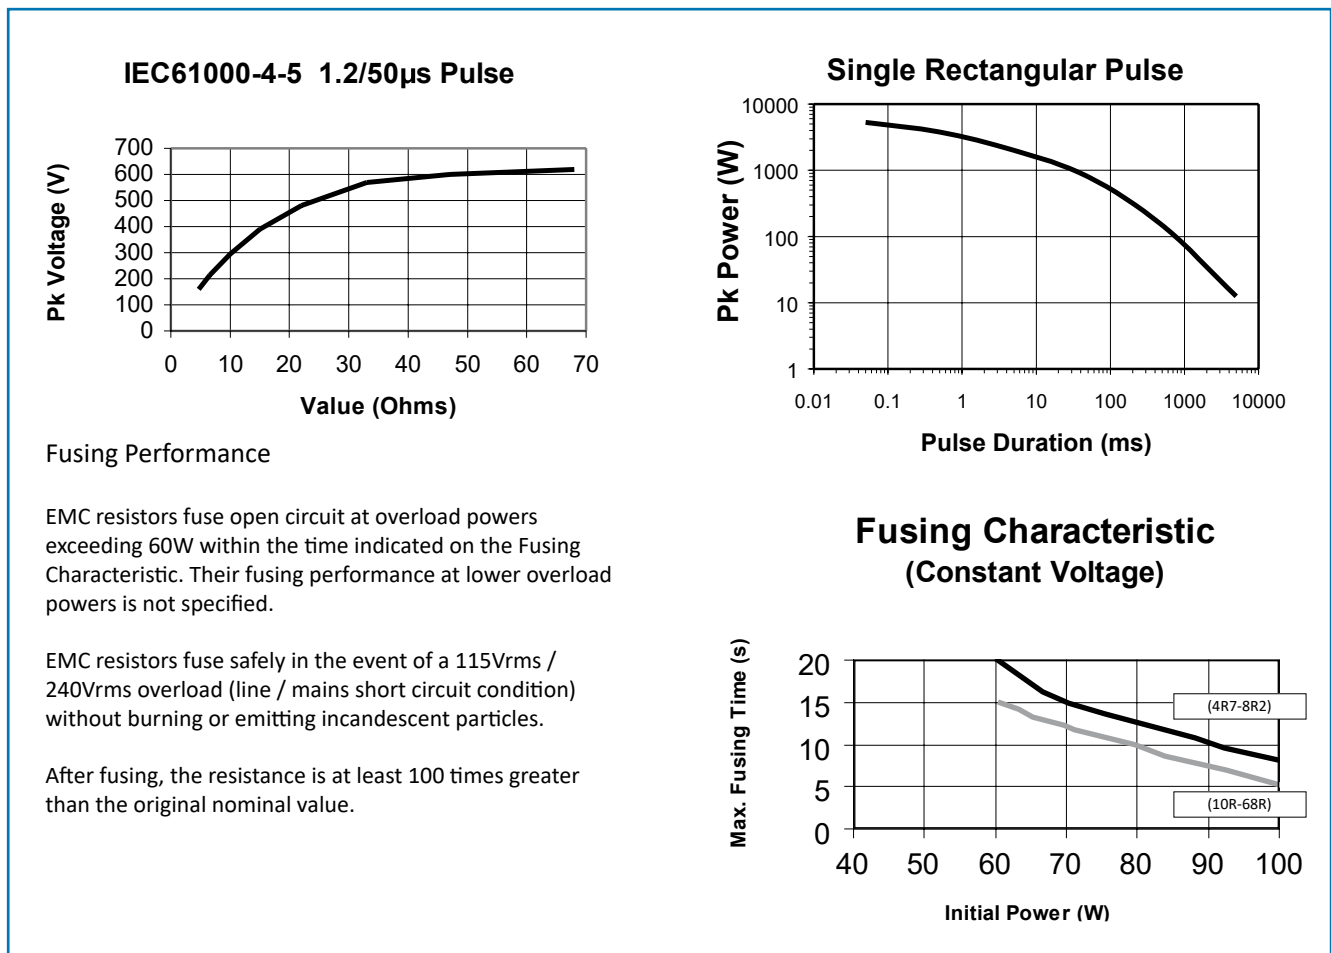 IEC61000-4-5 1.2/50µs Pulse
Pk Voltage (V)
700
600
500
400
300
200
100
0
0 10 20 30 40 50 60 70
Value (Ohms)
Single Rectangular Pulse
Pk Power (W)
10000
1000
100
10
1
0.01 0.1 1 10 100 1000 10000
Pulse Duration (ms)
Fusing Performance
EMC resistors fuse open circuit at overload powers
exceeding 60W within the time indicated on the Fusing
Characteristic. Their fusing performance at lower overload
powers is not specified.
EMC resistors fuse safely in the event of a 115Vrms /
240Vrms overload (line / mains short circuit condition)
without burning or emitting incandescent particles.
After fusing, the resistance is at least 100 times greater
than the original nominal value.
Fusing Characteristic
(Constant Voltage)
Max. Fusing Time (s)
20
15
10
5
0
(4R7-8R2)
(10R-68R)
40 50 60 70 80 90 100
Initial Power (W)